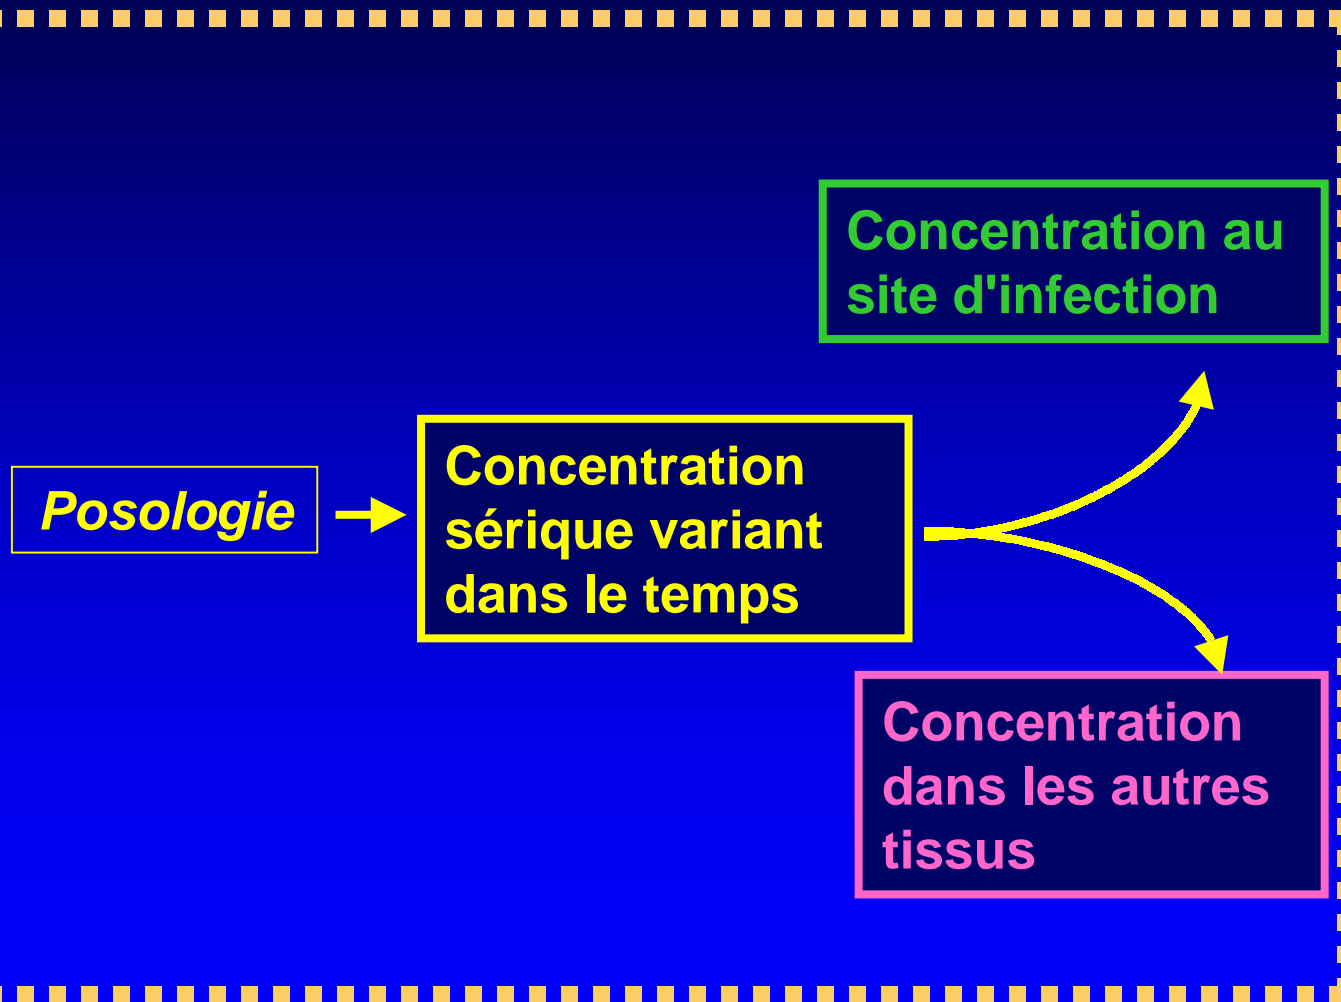 Concentration au
site d'infection
Posologie
Concentration
sérique variant
dans le temps
Concentration
dans les autres
tissus